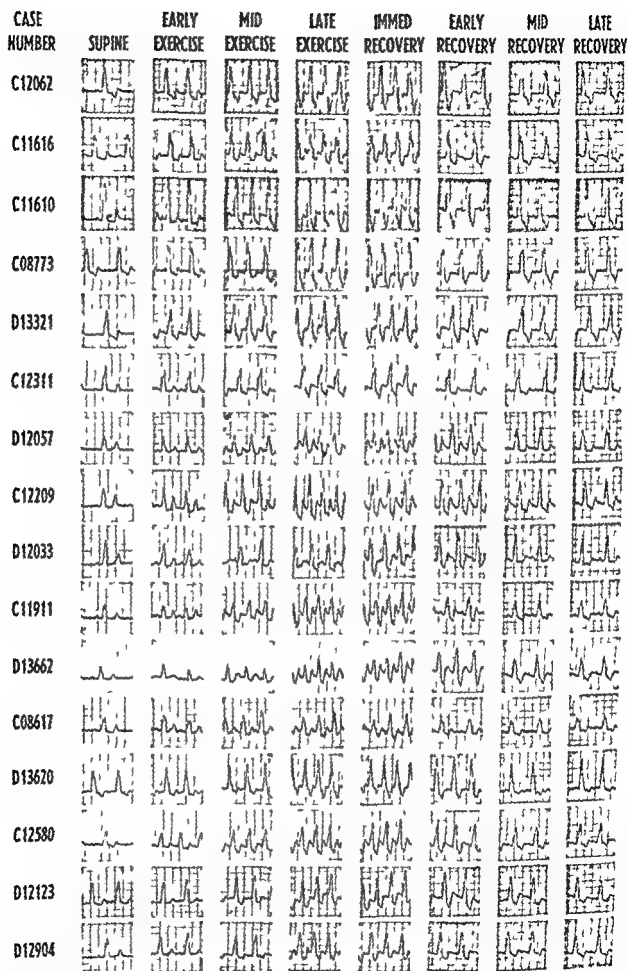 CASE EARLY MID LATE IMMED EARLY MID LATE
NUMBER SUPINE EXERCISE EXERCISE EXERCISE RECOVERY RECOVERY RECOVERY RECOVERY
C12062
C11616
C11610
C08773
D13321
C12311
D12057
C12209
D12033
C11911
D13662
C08617
D13620
C12580
D12123
D12904